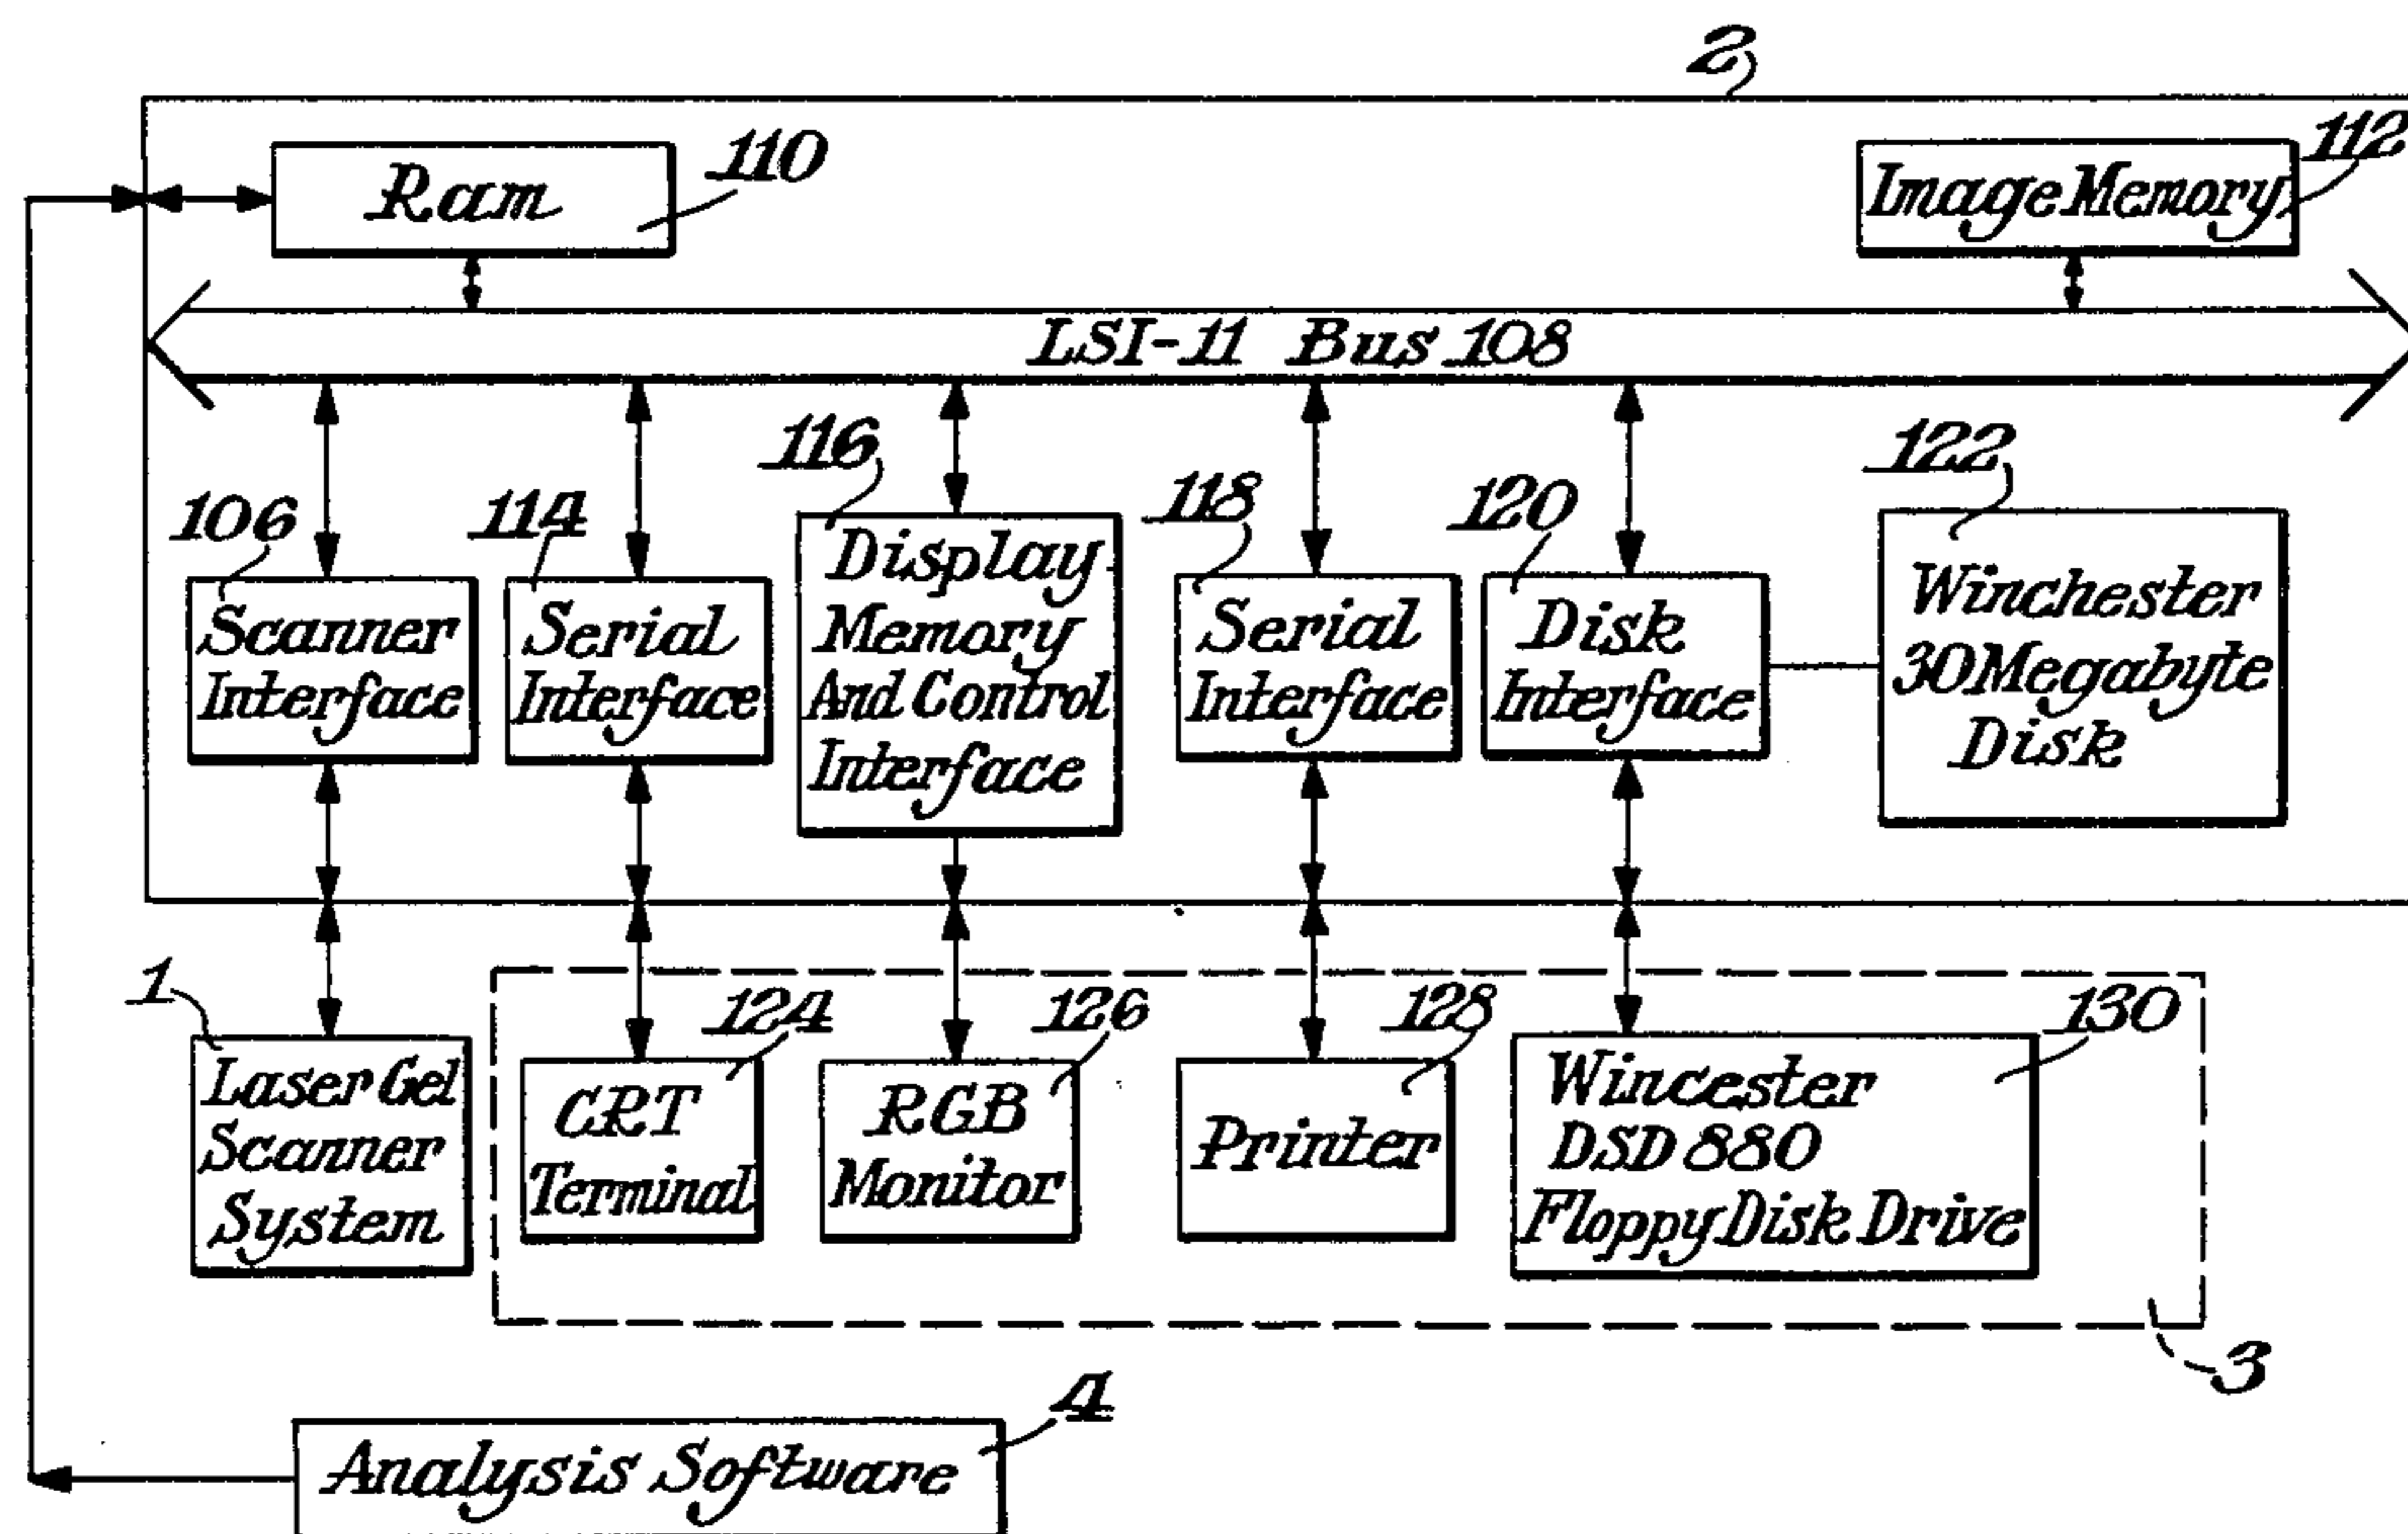 2
Ram
110
Image Memory
112
LSI-11 Bus 108
106
Scanner
Interface
114
Serial
Interface
116
Display
Memory
And Control
Interface
118
Serial
Interface
120
Disk
Interface
122
Winchester
30 Megabyte
Disk
1
Laser Gel
Scanner
System
124
CRT
Terminal
126
RGB
Monitor
128
Printer
130
Wincester
DSD 880
Floppy Disk Drive
3
4
Analysis Software